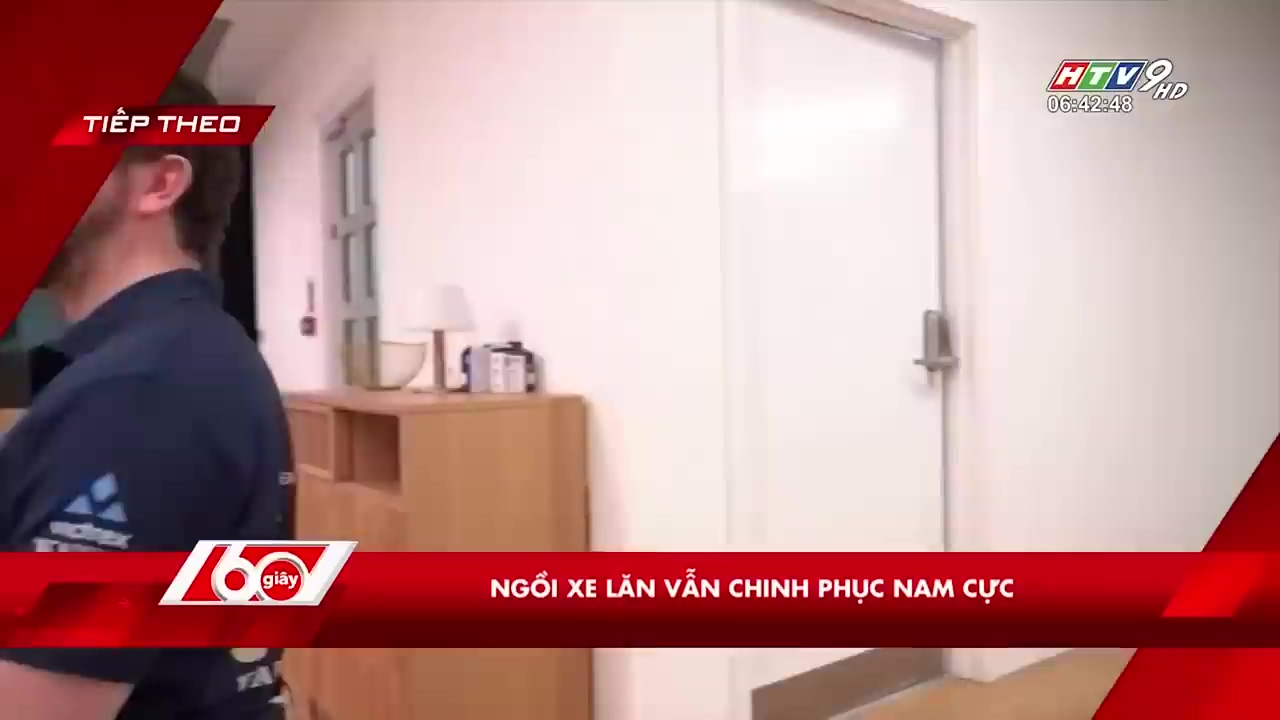 TIẾP THEO
HTV9 HD
06:42:48
60 giây
NGỒI XE LĂN VẪN CHINH PHỤC NAM CỰC